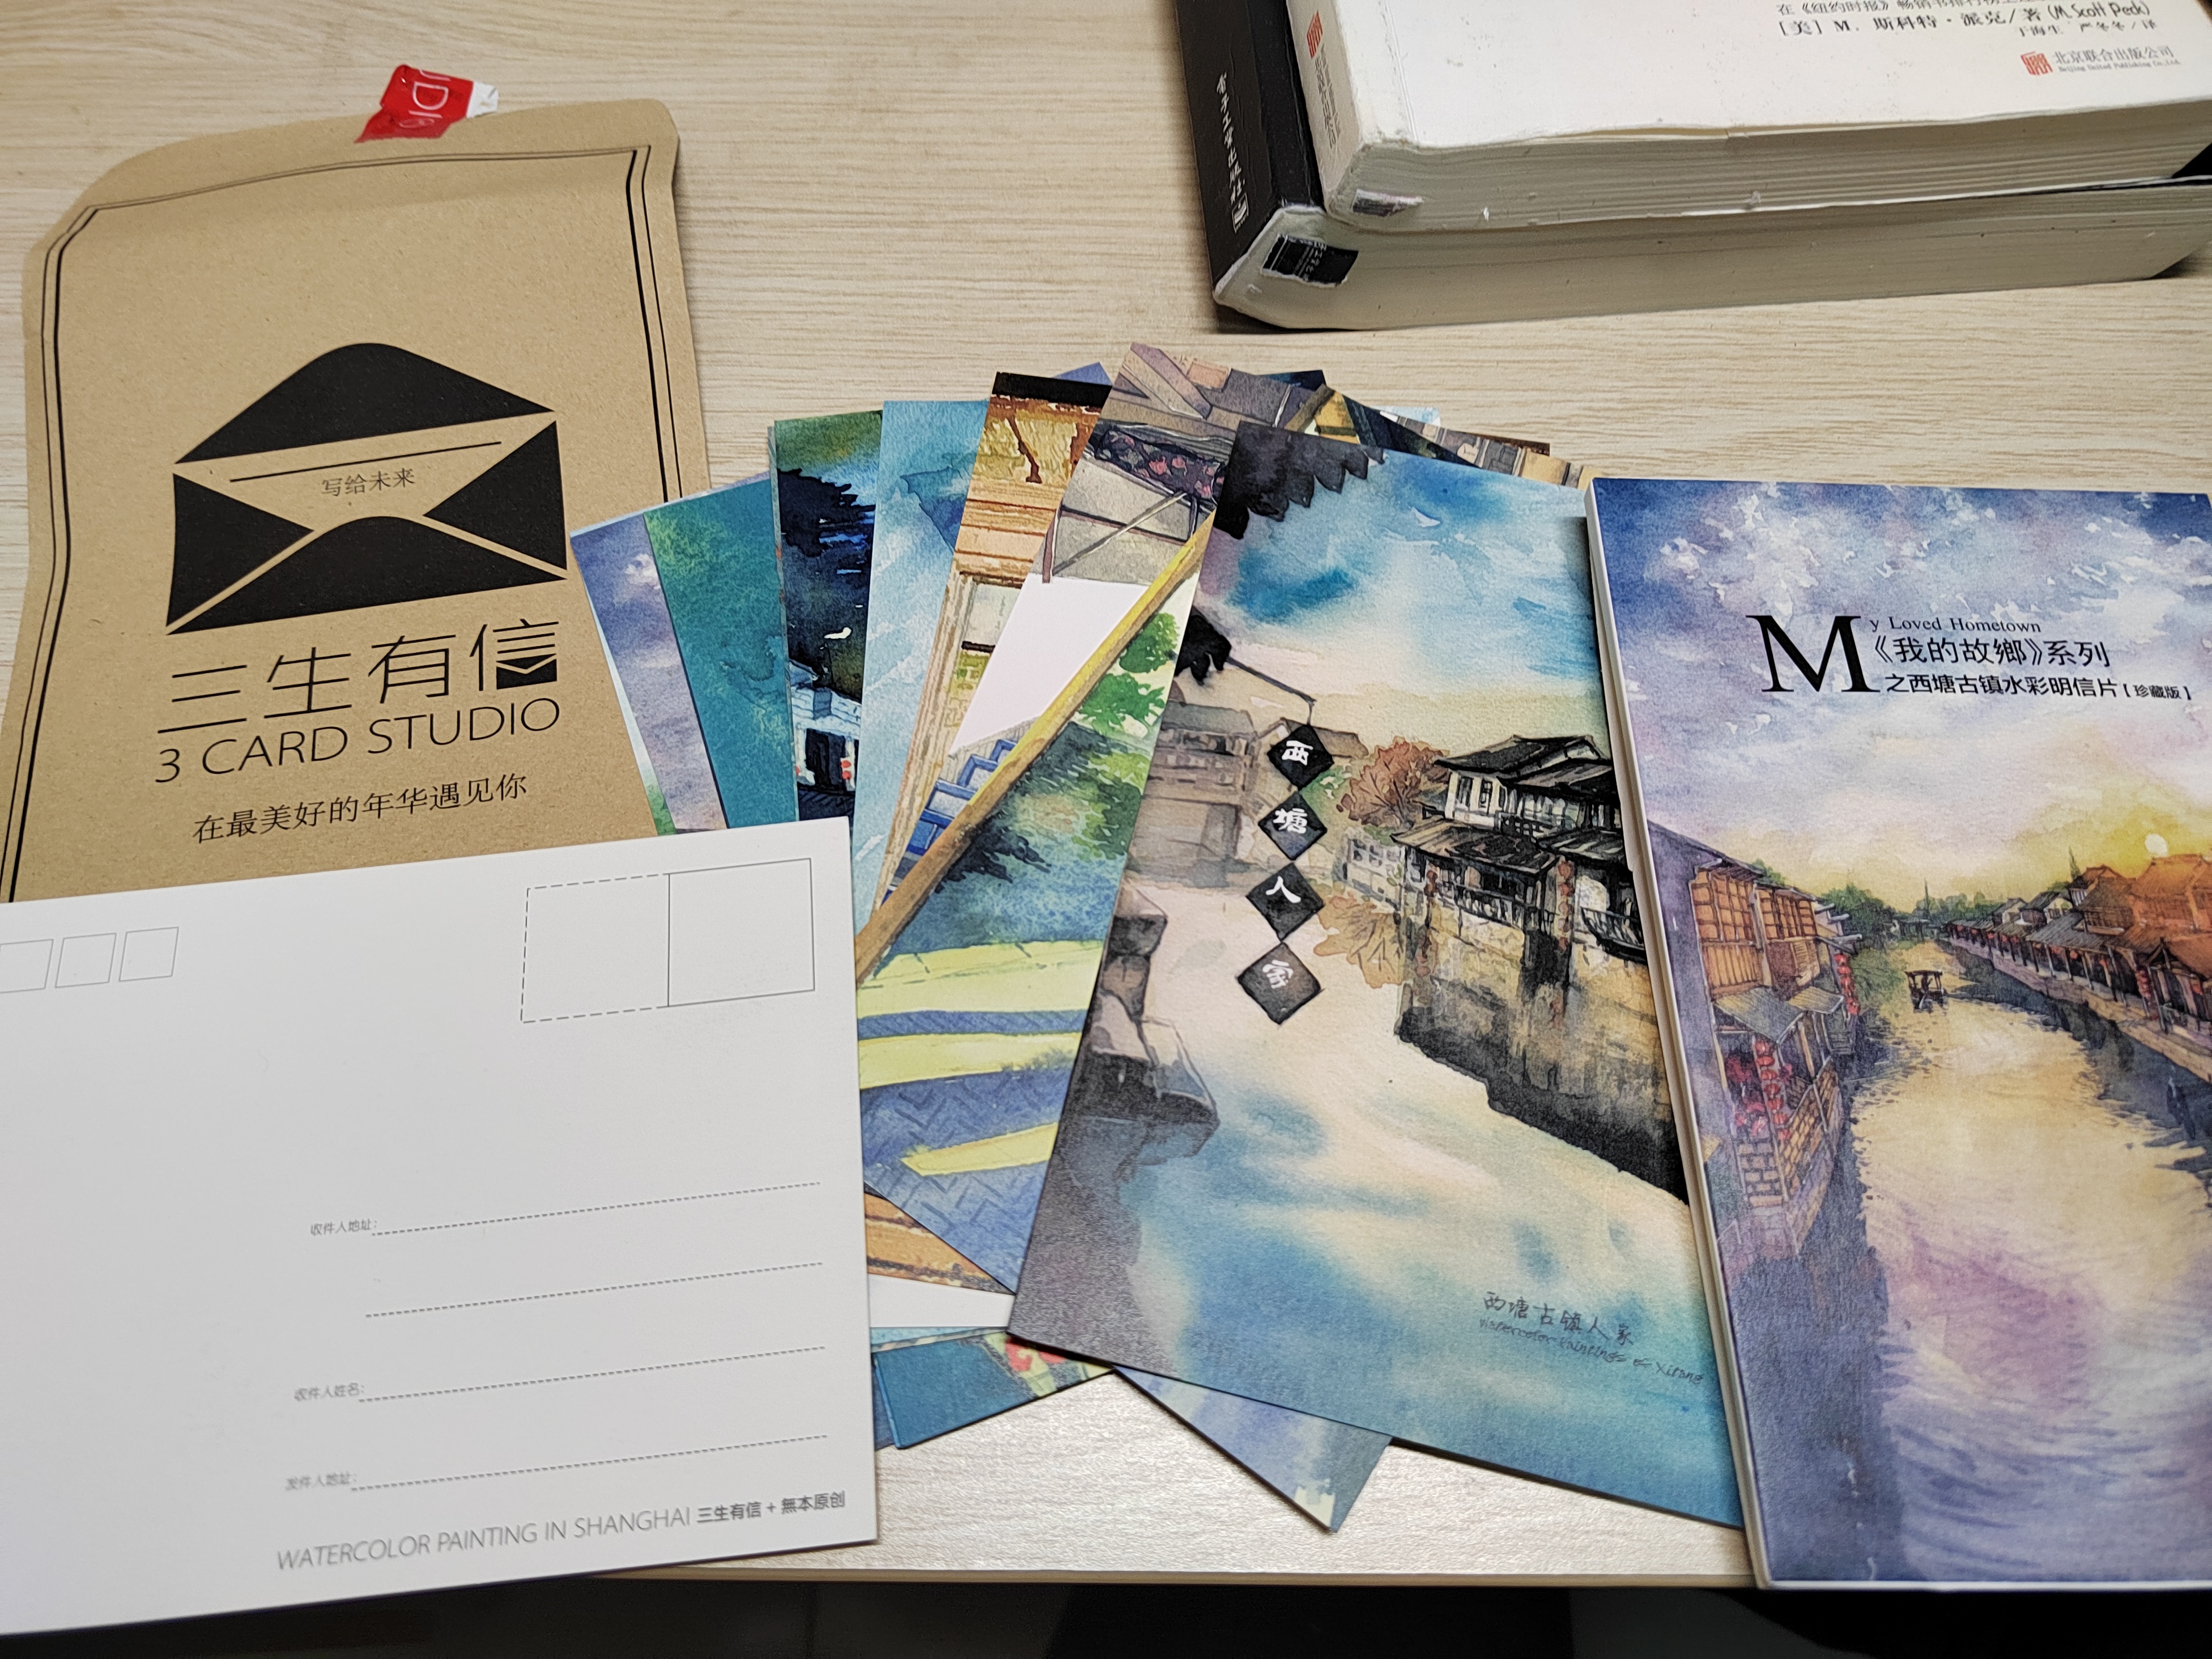 在《纽约时报》畅销书排行榜上
[美] M. 斯科特·派克/著 (M. Scott Peck)
于海生 严冬冬/译
北京联合出版公司
Beijing United Publishing Co.,Ltd.
UDIO
写给未来
三生有信
3 CARD STUDIO
在最美好的年华遇见你
收件人地址:
收件人姓名:
发件人地址:
WATERCOLOR PAINTING IN SHANGHAI 三生有信 + 無本原创
西
塘
人
家
西塘古镇人家
watercolor paintings of Xitang
My Loved Hometown
《我的故鄉》系列
之西塘古镇水彩明信片 [ 珍藏版 ]